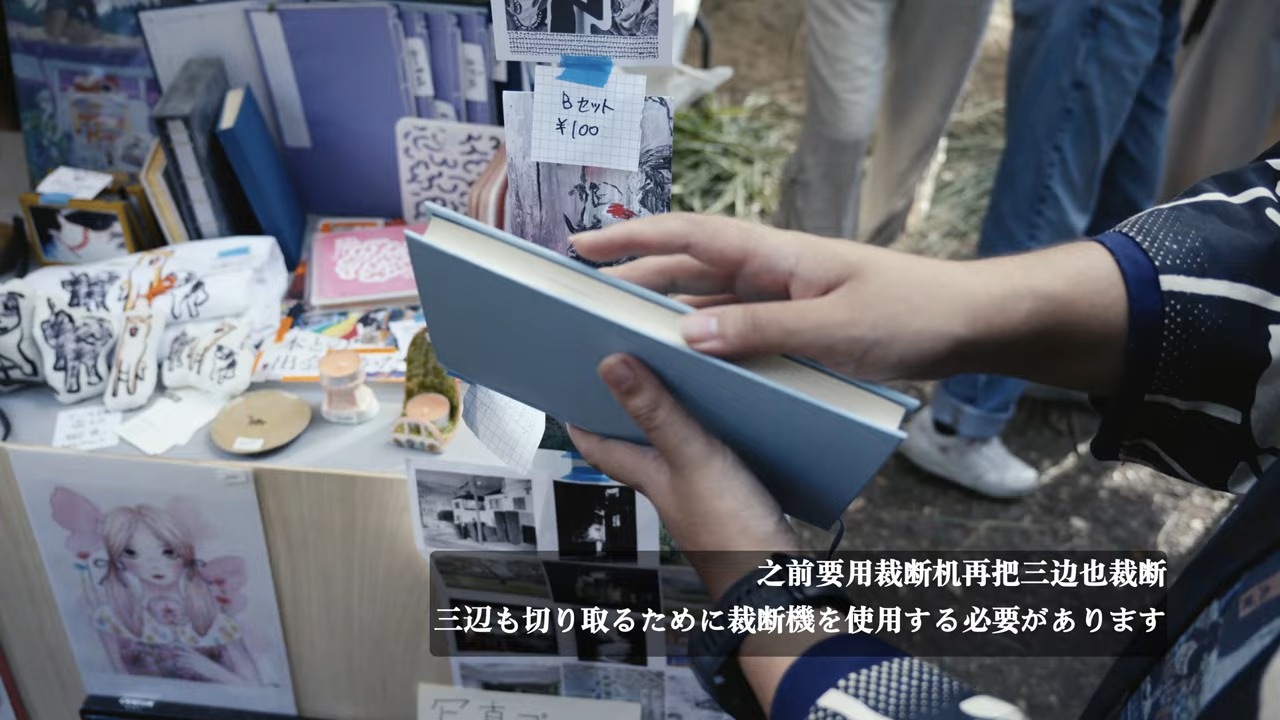 Bセット
¥100
之前要用裁断机再把三边也裁断
三辺も切り取るために裁断機を使用する必要があります